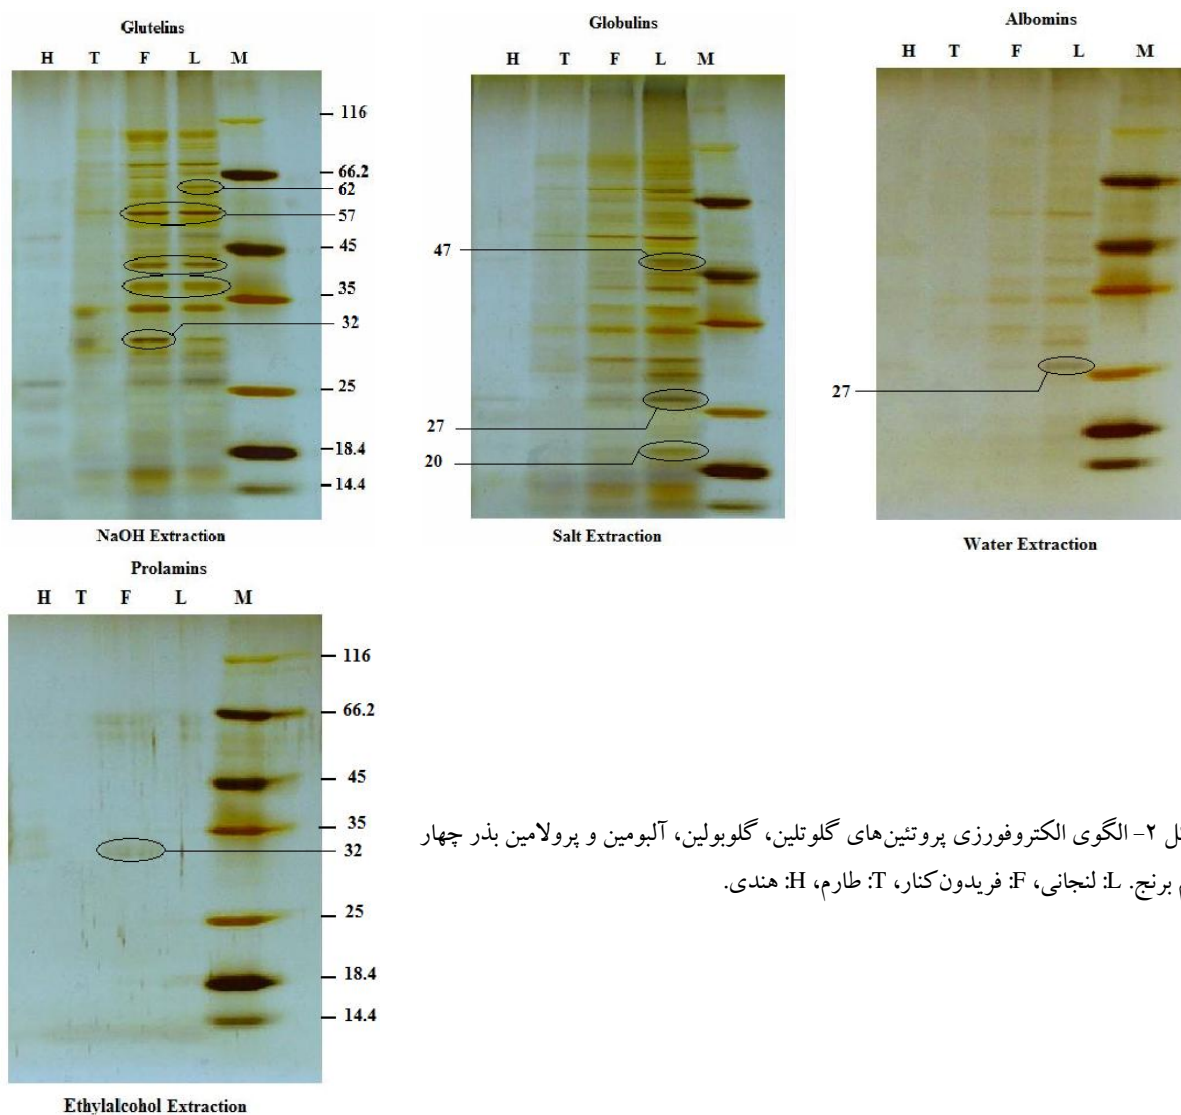 Glutelins
H T F L M
116
66.2
62
57
45
35
32
25
18.4
14.4
NaOH Extraction
Globulins
H T F L M
47
27
20
Salt Extraction
Albomins
H T F L M
27
Water Extraction
Prolamins
H T F L M
116
66.2
45
35
32
25
18.4
14.4
Ethylalcohol Extraction
۲- الگوی الکتروفورزی پروتئین‌های گلوتلین، گلوبولین، آلبومین و پرولامین بذر چهار
برنج. L: لنجانی، F: فریدون‌کنار، T: طارم، H: هندی.